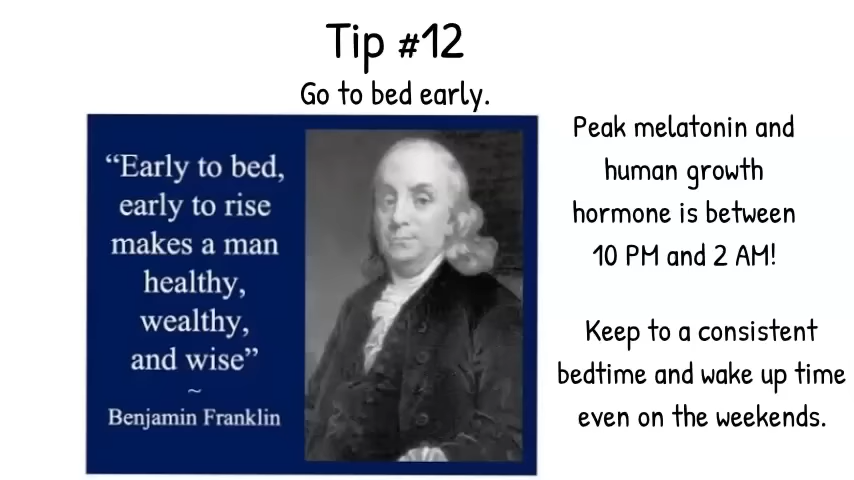 Tip #12
Go to bed early.
“Early to bed,
early to rise
makes a man
healthy,
wealthy,
and wise”
~
Benjamin Franklin
Peak melatonin and
human growth
hormone is between
10 PM and 2 AM!
Keep to a consistent
bedtime and wake up time
even on the weekends.